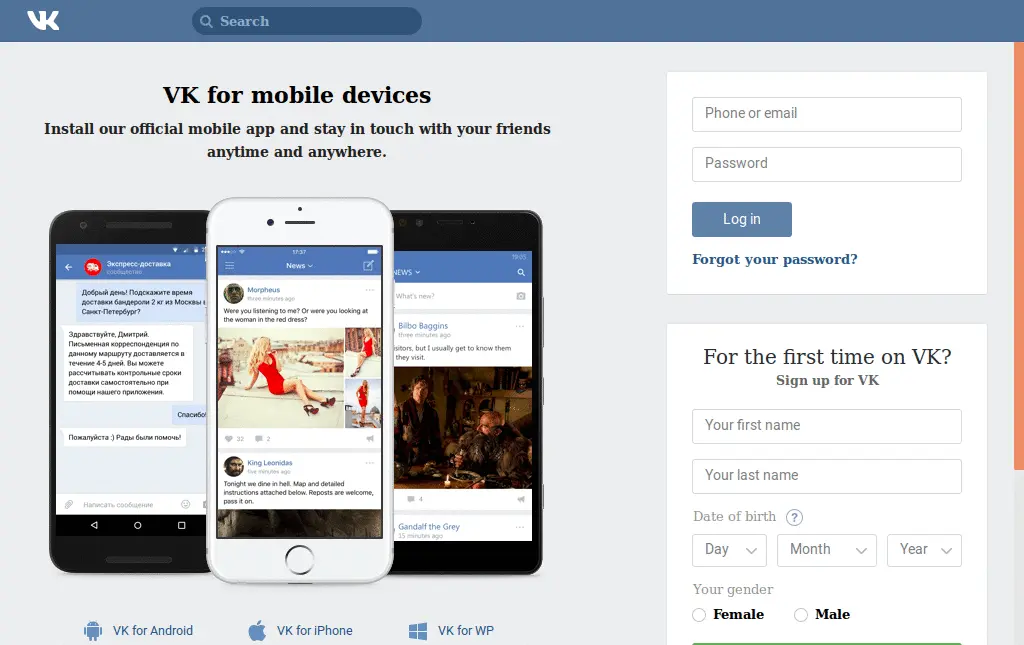 VK
Search
VK for mobile devices
Install our official mobile app and stay in touch with your friends
anytime and anywhere.
Экспресс-доставка
сообщество
Добрый день! Подскажите время
доставки бандероли 2 кг из Москвы в
Санкт-Петербург?
Здравствуйте, Дмитрий.
Письменная корреспонденция по
данному маршруту доставляется в
течение 4-5 дней. Вы можете
рассчитывать контрольные сроки
доставки самостоятельно при
помощи нашего приложения.
Спасибо!
Пожалуйста :) Рады были помочь!
Написать сообщение
17:37
News
Morpheus
three minutes ago
Were you listening to me? Or were you looking at
the woman in the red dress?
32 2
King Leonidas
five minutes ago
Tonight we dine in hell. Map and detailed
instructions attached below. Reposts are welcome,
pass it on.
19:05
NEWS
What's new?
Bilbo Baggins
three minutes ago
isitors, but I usually get to know them
they visit.
4
Gandalf the Grey
35 minutes ago
VK for Android
VK for iPhone
VK for WP
Phone or email
Password
Log in
Forgot your password?
For the first time on VK?
Sign up for VK
Your first name
Your last name
Date of birth ?
Day Month Year
Your gender
Female Male